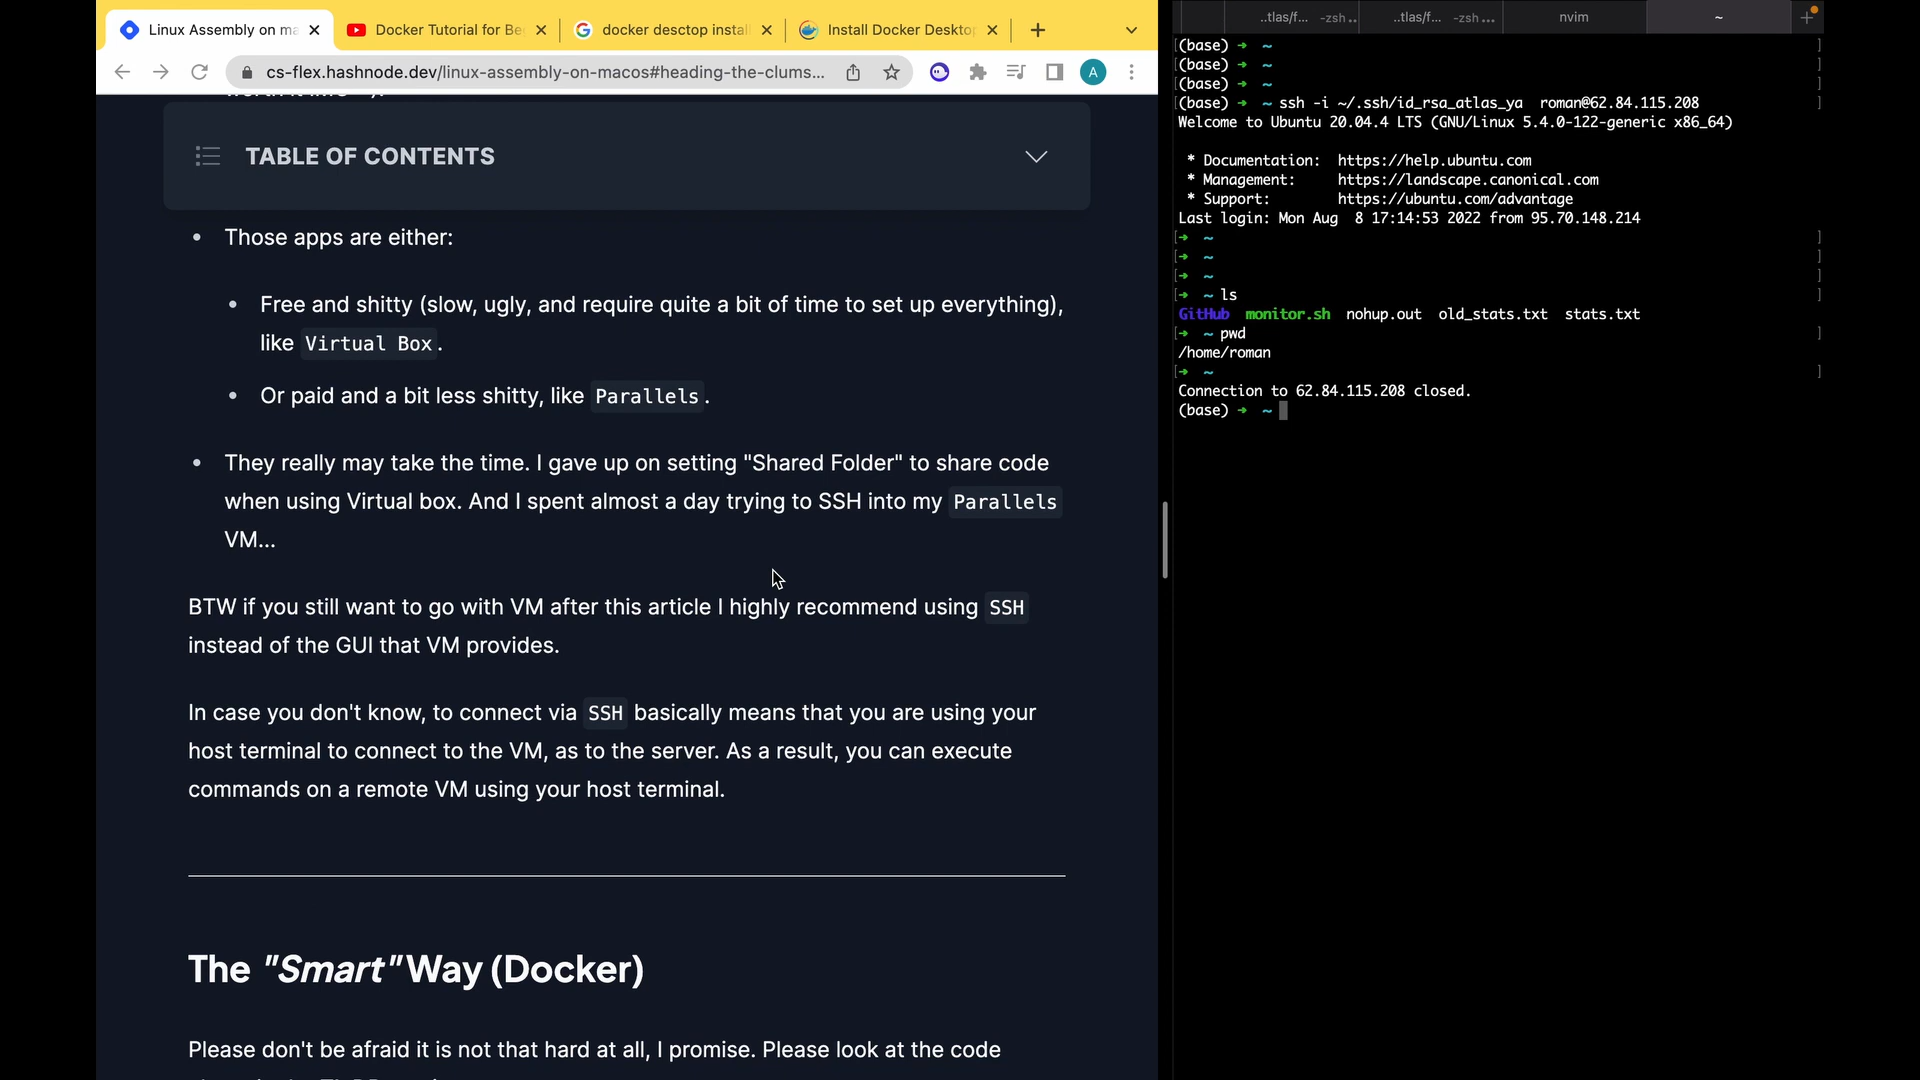 Linux Assembly on ma
Docker Tutorial for Be
docker desctop instal
Install Docker Deskto
cs-flex.hashnode.dev/linux-assembly-on-macos#heading-the-clums...
A
TABLE OF CONTENTS
• Those apps are either:
• Free and shitty (slow, ugly, and require quite a bit of time to set up everything),
like Virtual Box.
• Or paid and a bit less shitty, like Parallels.
• They really may take the time. I gave up on setting "Shared Folder" to share code
when using Virtual box. And I spent almost a day trying to SSH into my Parallels
VM...
BTW if you still want to go with VM after this article I highly recommend using SSH
instead of the GUI that VM provides.
In case you don't know, to connect via SSH basically means that you are using your
host terminal to connect to the VM, as to the server. As a result, you can execute
commands on a remote VM using your host terminal.
The "Smart" Way (Docker)
Please don't be afraid it is not that hard at all, I promise. Please look at the code
..tlas/f... -zsh ..
..tlas/f... -zsh ...
nvim
~
[(base) ➜ ~ ]
[(base) ➜ ~ ]
[(base) ➜ ~ ]
[(base) ➜ ~ ssh -i ~/.ssh/id_rsa_atlas_ya roman@62.84.115.208 ]
Welcome to Ubuntu 20.04.4 LTS (GNU/Linux 5.4.0-122-generic x86_64)
* Documentation: https://help.ubuntu.com
* Management: https://landscape.canonical.com
* Support: https://ubuntu.com/advantage
Last login: Mon Aug 8 17:14:53 2022 from 95.70.148.214
[➜ ~ ]
[➜ ~ ]
[➜ ~ ]
[➜ ~ ls ]
GitHub monitor.sh nohup.out old_stats.txt stats.txt
[➜ ~ pwd ]
/home/roman
[➜ ~ ]
Connection to 62.84.115.208 closed.
(base) ➜ ~